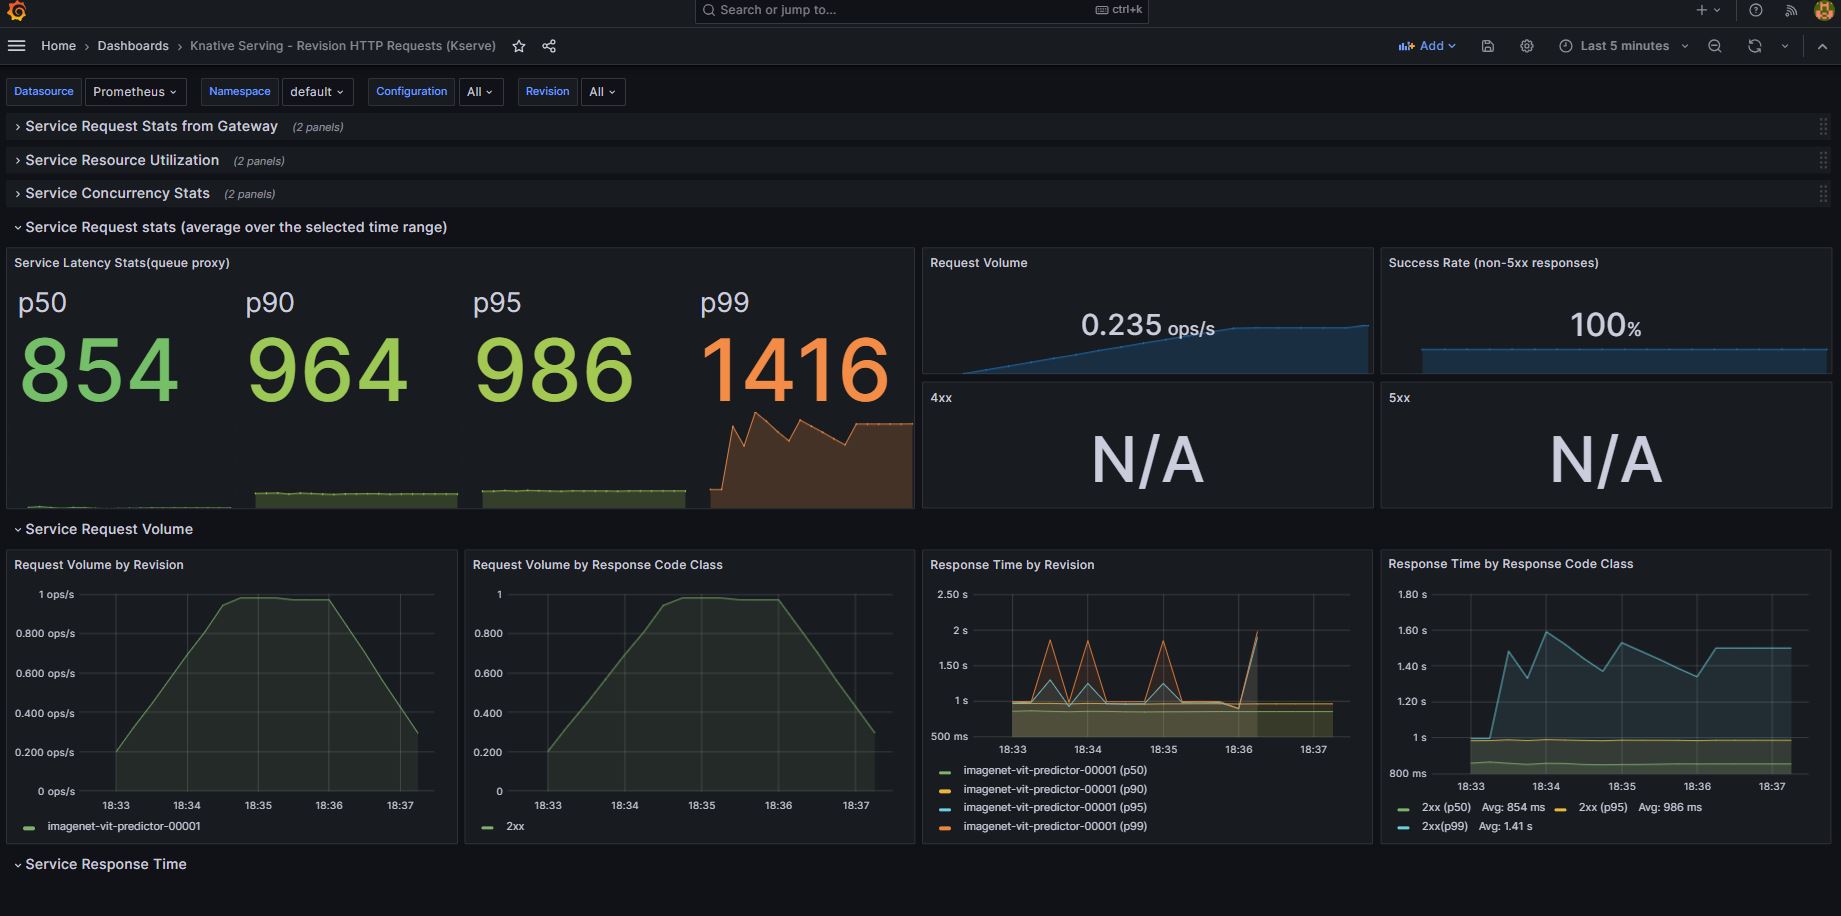 Search or jump to... ctrl+k
Home › Dashboards › Knative Serving - Revision HTTP Requests (Kserve) Add Last 5 minutes
Datasource Prometheus Namespace default Configuration All Revision All
Service Request Stats from Gateway (2 panels)
Service Resource Utilization (2 panels)
Service Concurrency Stats (2 panels)
Service Request stats (average over the selected time range)
Service Latency Stats(queue proxy)
p50 p90 p95 p99
854 964 986 1416
Request Volume
0.235 ops/s
Success Rate (non-5xx responses)
100%
4xx
N/A
5xx
N/A
Service Request Volume
Request Volume by Revision
1 ops/s
0.800 ops/s
0.600 ops/s
0.400 ops/s
0.200 ops/s
0 ops/s
18:33 18:34 18:35 18:36 18:37
imagenet-vit-predictor-00001
Request Volume by Response Code Class
1
0.800
0.600
0.400
0.200
0
18:33 18:34 18:35 18:36 18:37
2xx
Response Time by Revision
2.50 s
2 s
1.50 s
1 s
500 ms
18:33 18:34 18:35 18:36 18:37
imagenet-vit-predictor-00001 (p50)
imagenet-vit-predictor-00001 (p90)
imagenet-vit-predictor-00001 (p95)
imagenet-vit-predictor-00001 (p99)
Response Time by Response Code Class
1.80 s
1.60 s
1.40 s
1.20 s
1 s
800 ms
18:33 18:34 18:35 18:36 18:37
2xx (p50) Avg: 854 ms 2xx (p95) Avg: 986 ms
2xx(p99) Avg: 1.41 s
Service Response Time